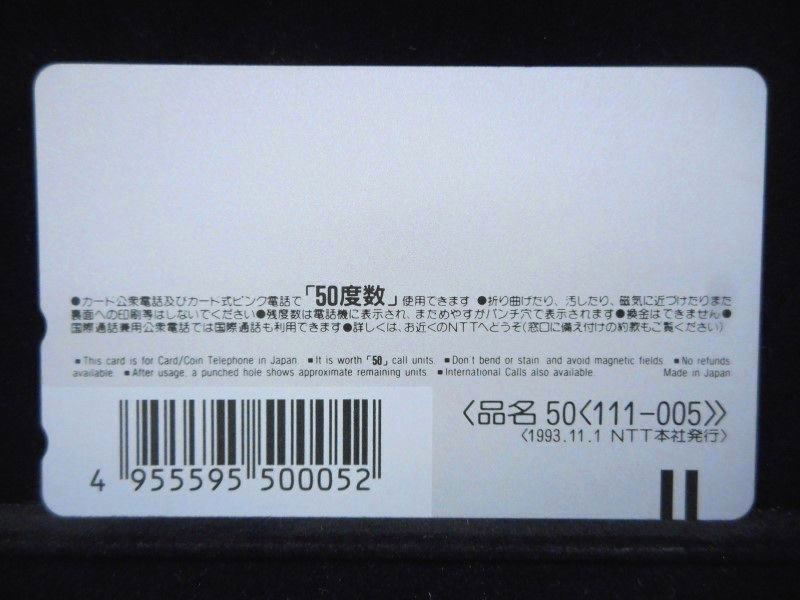 ●カード公衆電話及びカード式ピンク電話で「50度数」使用できます ●折り曲げたり、汚したり、磁気に近づけたりまた
裏面への印刷等はしないでください●残度数は電話機に表示され、まためやすがパンチ穴で表示されます●換金はできません●
国際通話兼用公衆電話では国際通話も利用できます●詳しくは、お近くのNTTへどうぞ(窓口に備え付けの約款もご覧ください)
■This card is for Card/Coin Telephone in Japan. ■It is worth「50」call units. ■Don't bend or stain, and avoid magnetic fields. ■No refunds
available. ■After usage, a punched hole shows approximate remaining units. ■International Calls also available. Made in Japan
〈品名 50〈111-005〉〉
〈1993.11.1 NTT本社発行〉
4 955595 500052